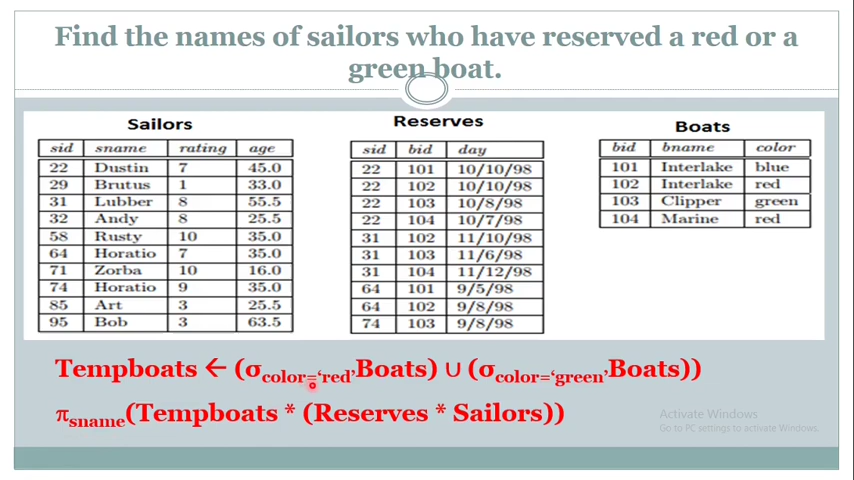 Find the names of sailors who have reserved a red or a
green boat.
Sailors
sid sname rating age
22 Dustin 7 45.0
29 Brutus 1 33.0
31 Lubber 8 55.5
32 Andy 8 25.5
58 Rusty 10 35.0
64 Horatio 7 35.0
71 Zorba 10 16.0
74 Horatio 9 35.0
85 Art 3 25.5
95 Bob 3 63.5
Reserves
sid bid day
22 101 10/10/98
22 102 10/10/98
22 103 10/8/98
22 104 10/7/98
31 102 11/10/98
31 103 11/6/98
31 104 11/12/98
64 101 9/5/98
64 102 9/8/98
74 103 9/8/98
Boats
bid bname color
101 Interlake blue
102 Interlake red
103 Clipper green
104 Marine red
Tempboats ← (σcolor=‘red’Boats) ∪ (σcolor=‘green’Boats))
πsname(Tempboats * (Reserves * Sailors))
Activate Windows
Go to PC settings to activate Windows.